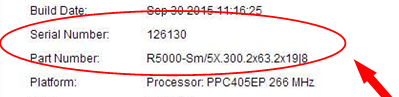 Build Date: Sep 30 2015 11:16:25
Serial Number: 126130
Part Number: R5000-Sm/5X.300.2x63.2x19|8
Platform: Processor: PPC405EP 266 MHz